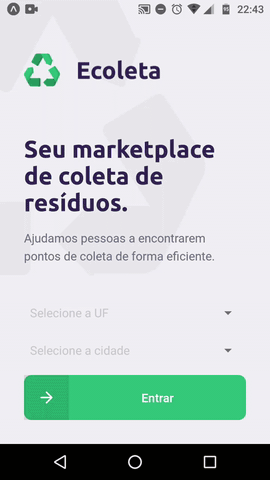 22:43
Ecoleta
Seu marketplace
de coleta de
resíduos.
Ajudamos pessoas a encontrarem
pontos de coleta de forma eficiente.
Selecione a UF
Selecione a cidade
Entrar